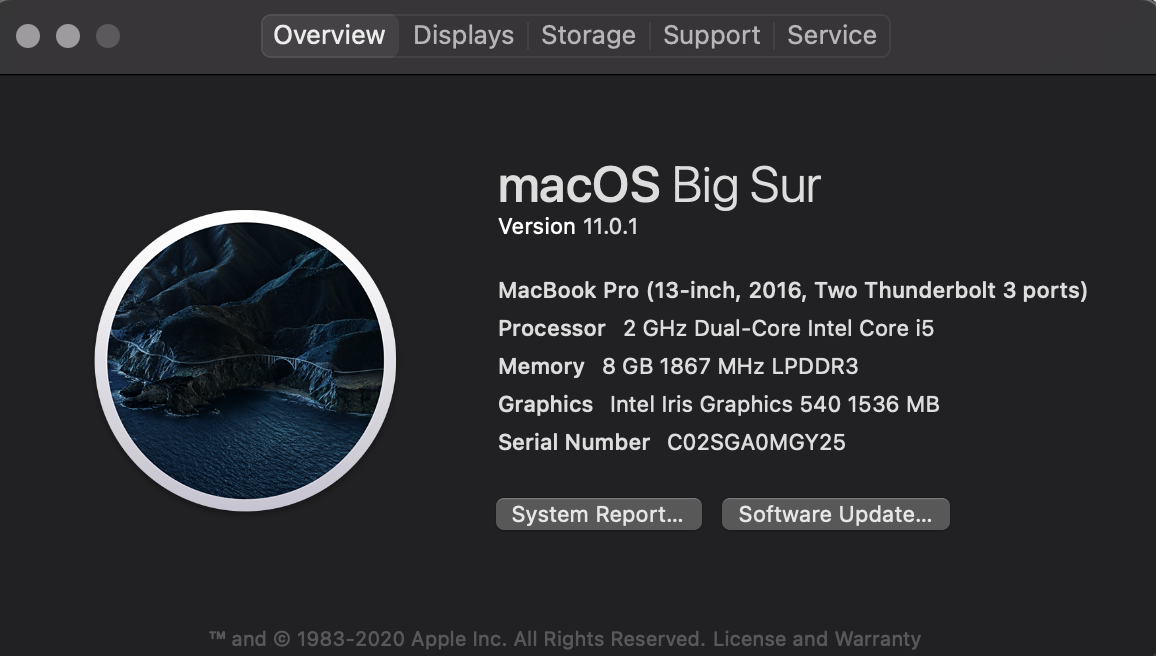 Overview Displays Storage Support Service
macOS Big Sur
Version 11.0.1
MacBook Pro (13-inch, 2016, Two Thunderbolt 3 ports)
Processor 2 GHz Dual-Core Intel Core i5
Memory 8 GB 1867 MHz LPDDR3
Graphics Intel Iris Graphics 540 1536 MB
Serial Number C02SGA0MGY25
System Report... Software Update...
™ and © 1983-2020 Apple Inc. All Rights Reserved. License and Warranty